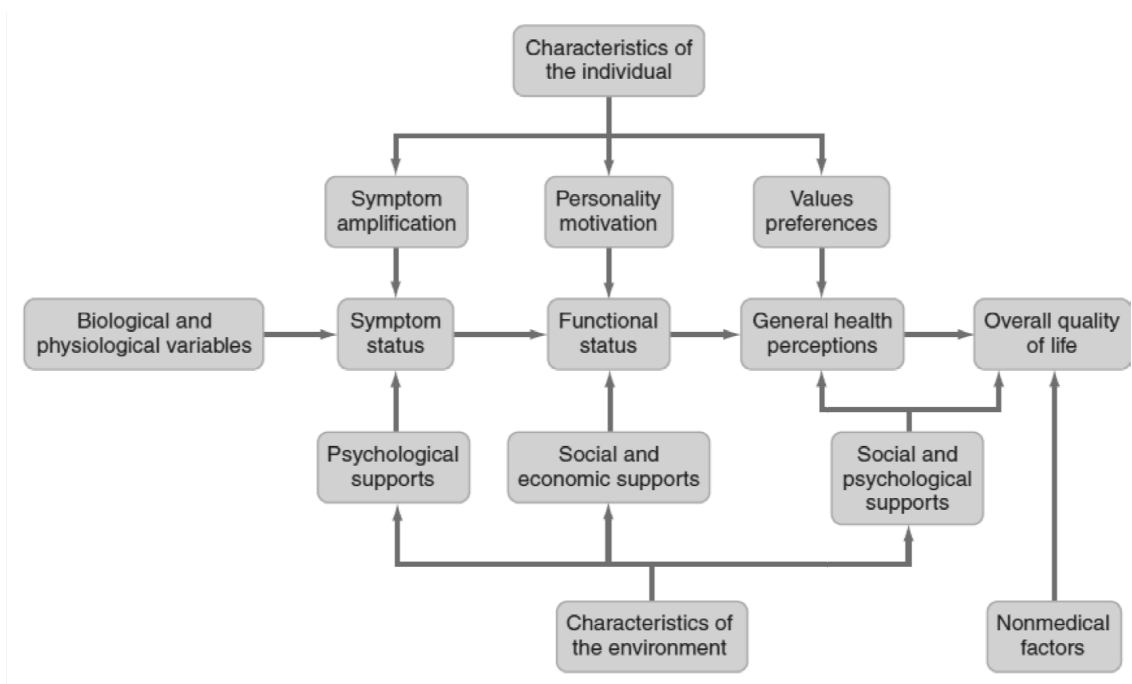 Characteristics of
the individual
Symptom
amplification
Personality
motivation
Values
preferences
Biological and
physiological variables
Symptom
status
Functional
status
General health
perceptions
Overall quality
of life
Psychological
supports
Social and
economic supports
Social and
psychological
supports
Characteristics of
the environment
Nonmedical
factors